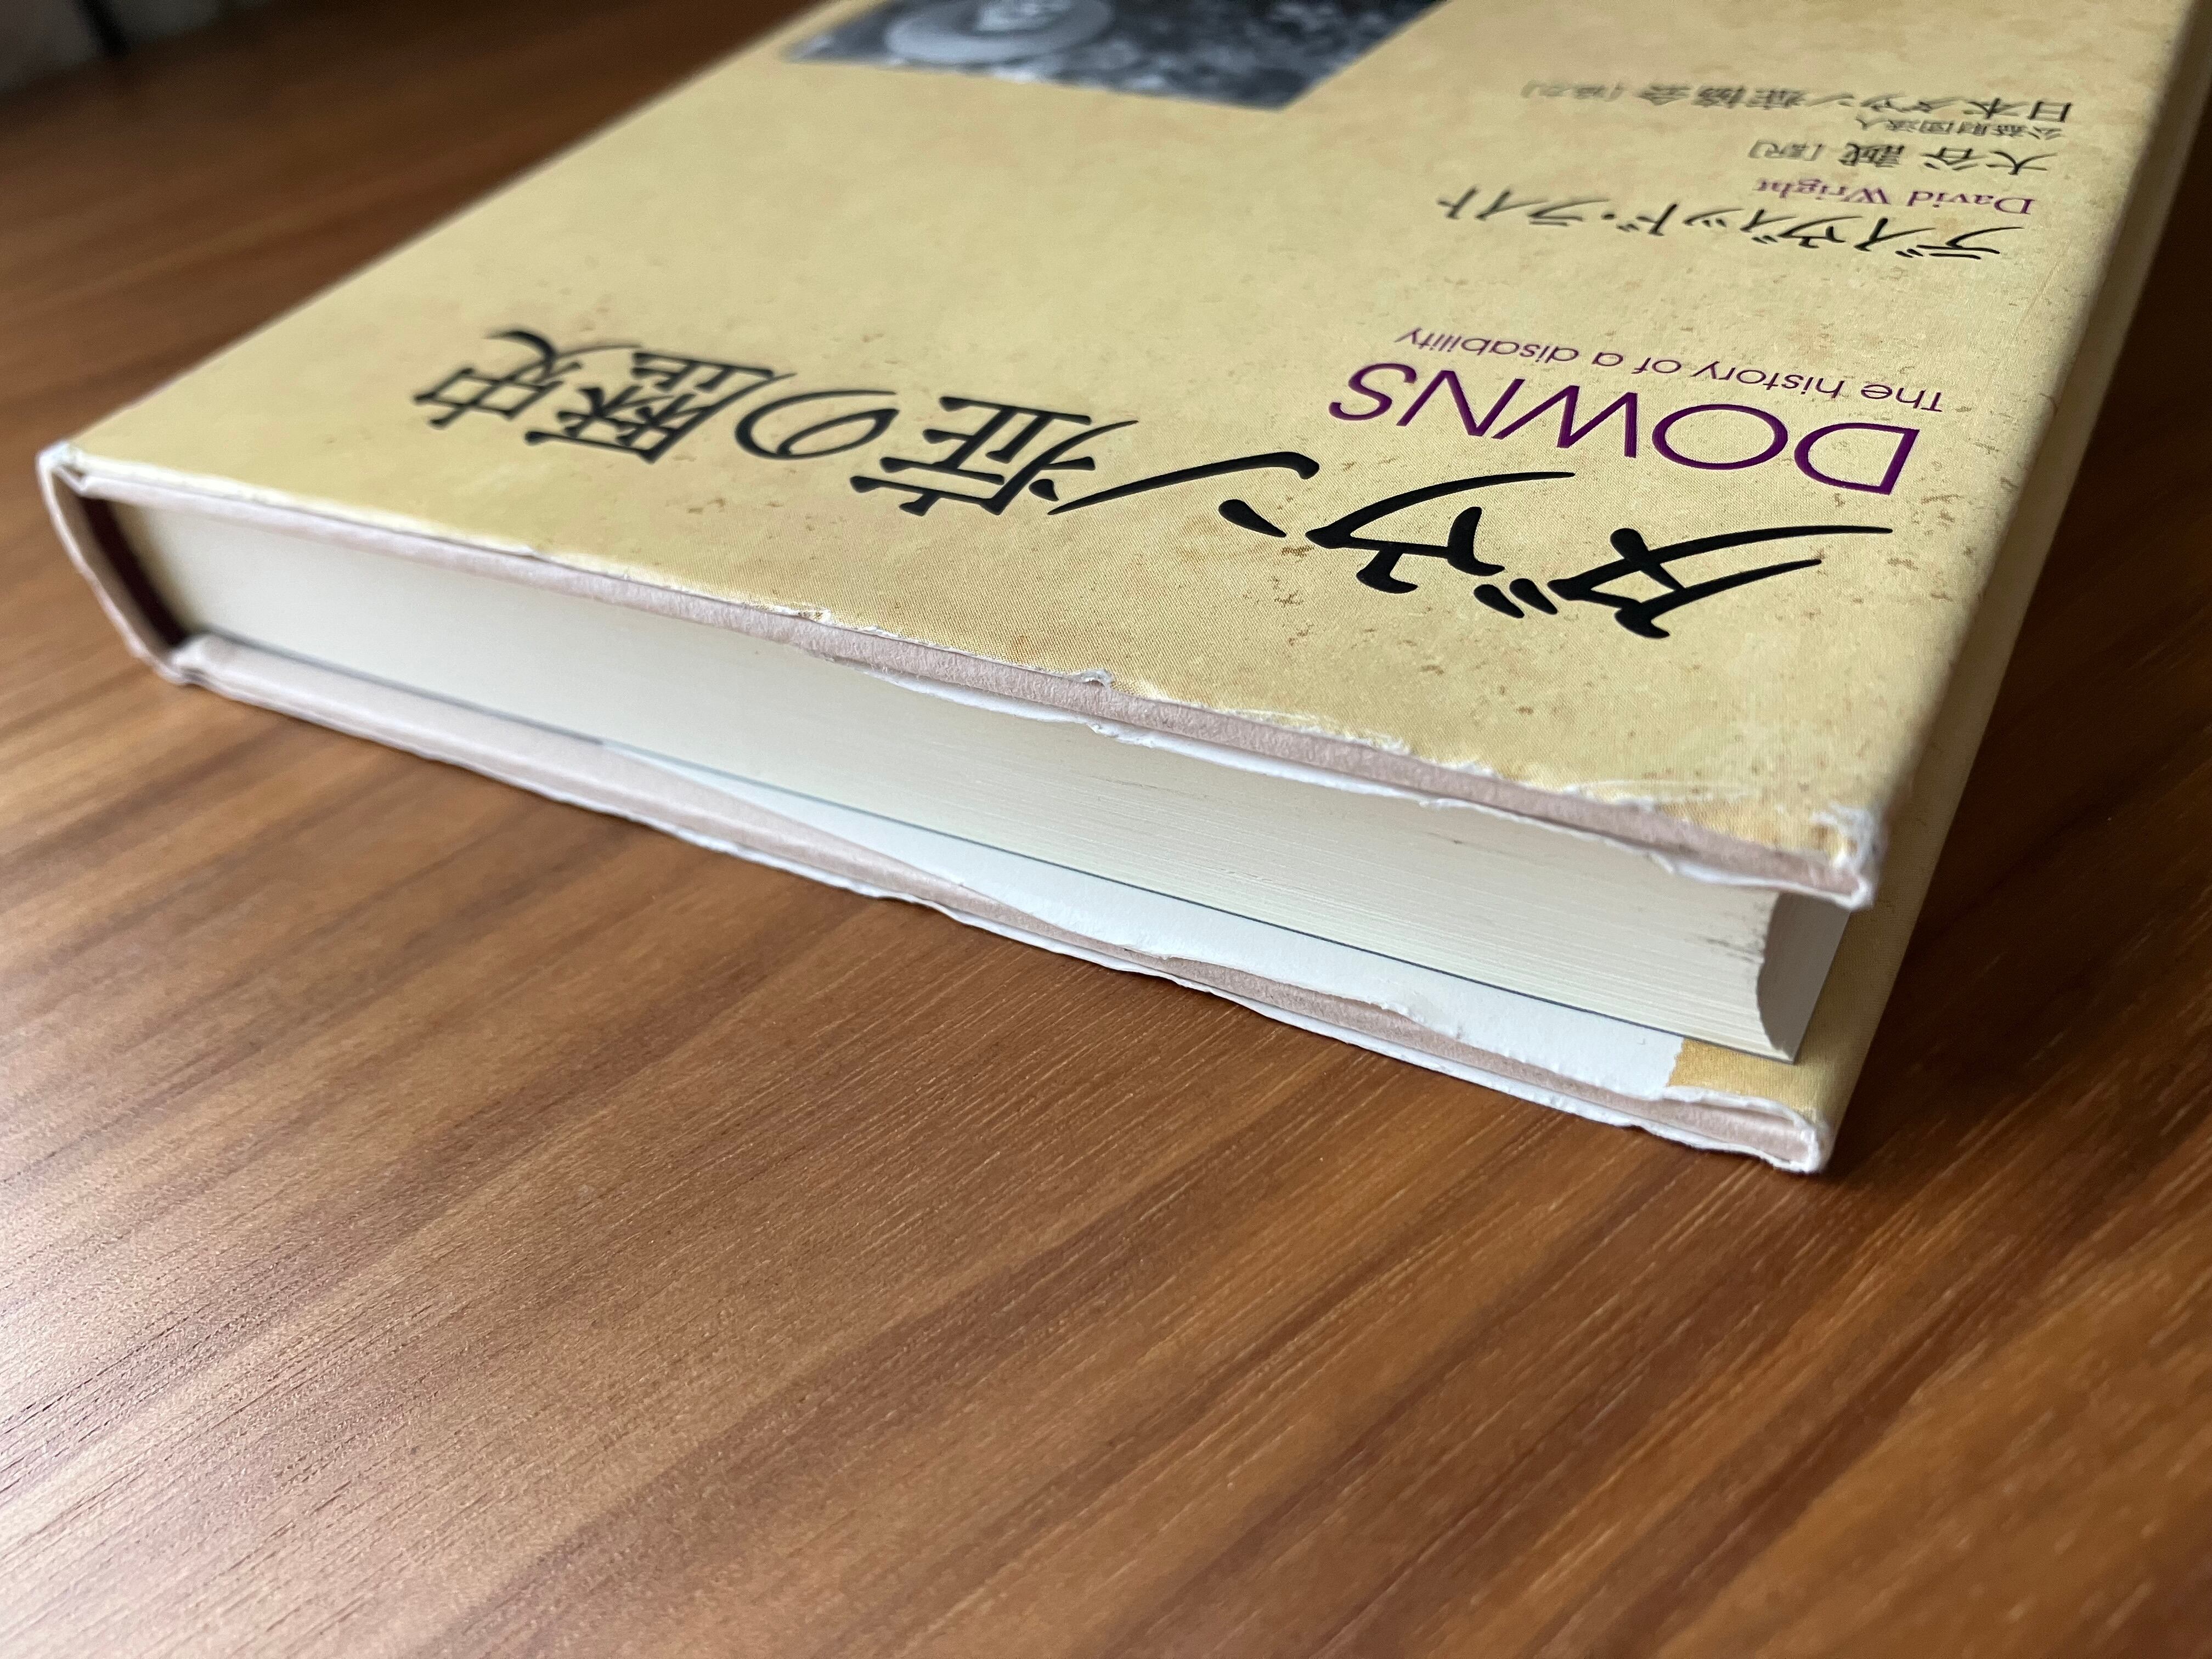 ダウン症の歴史
DOWNS
The history of a disability
ディヴィッド・ライト
David Wright
大谷 誠 [訳]
公益財団法人
日本ダウン症協会 [協力]